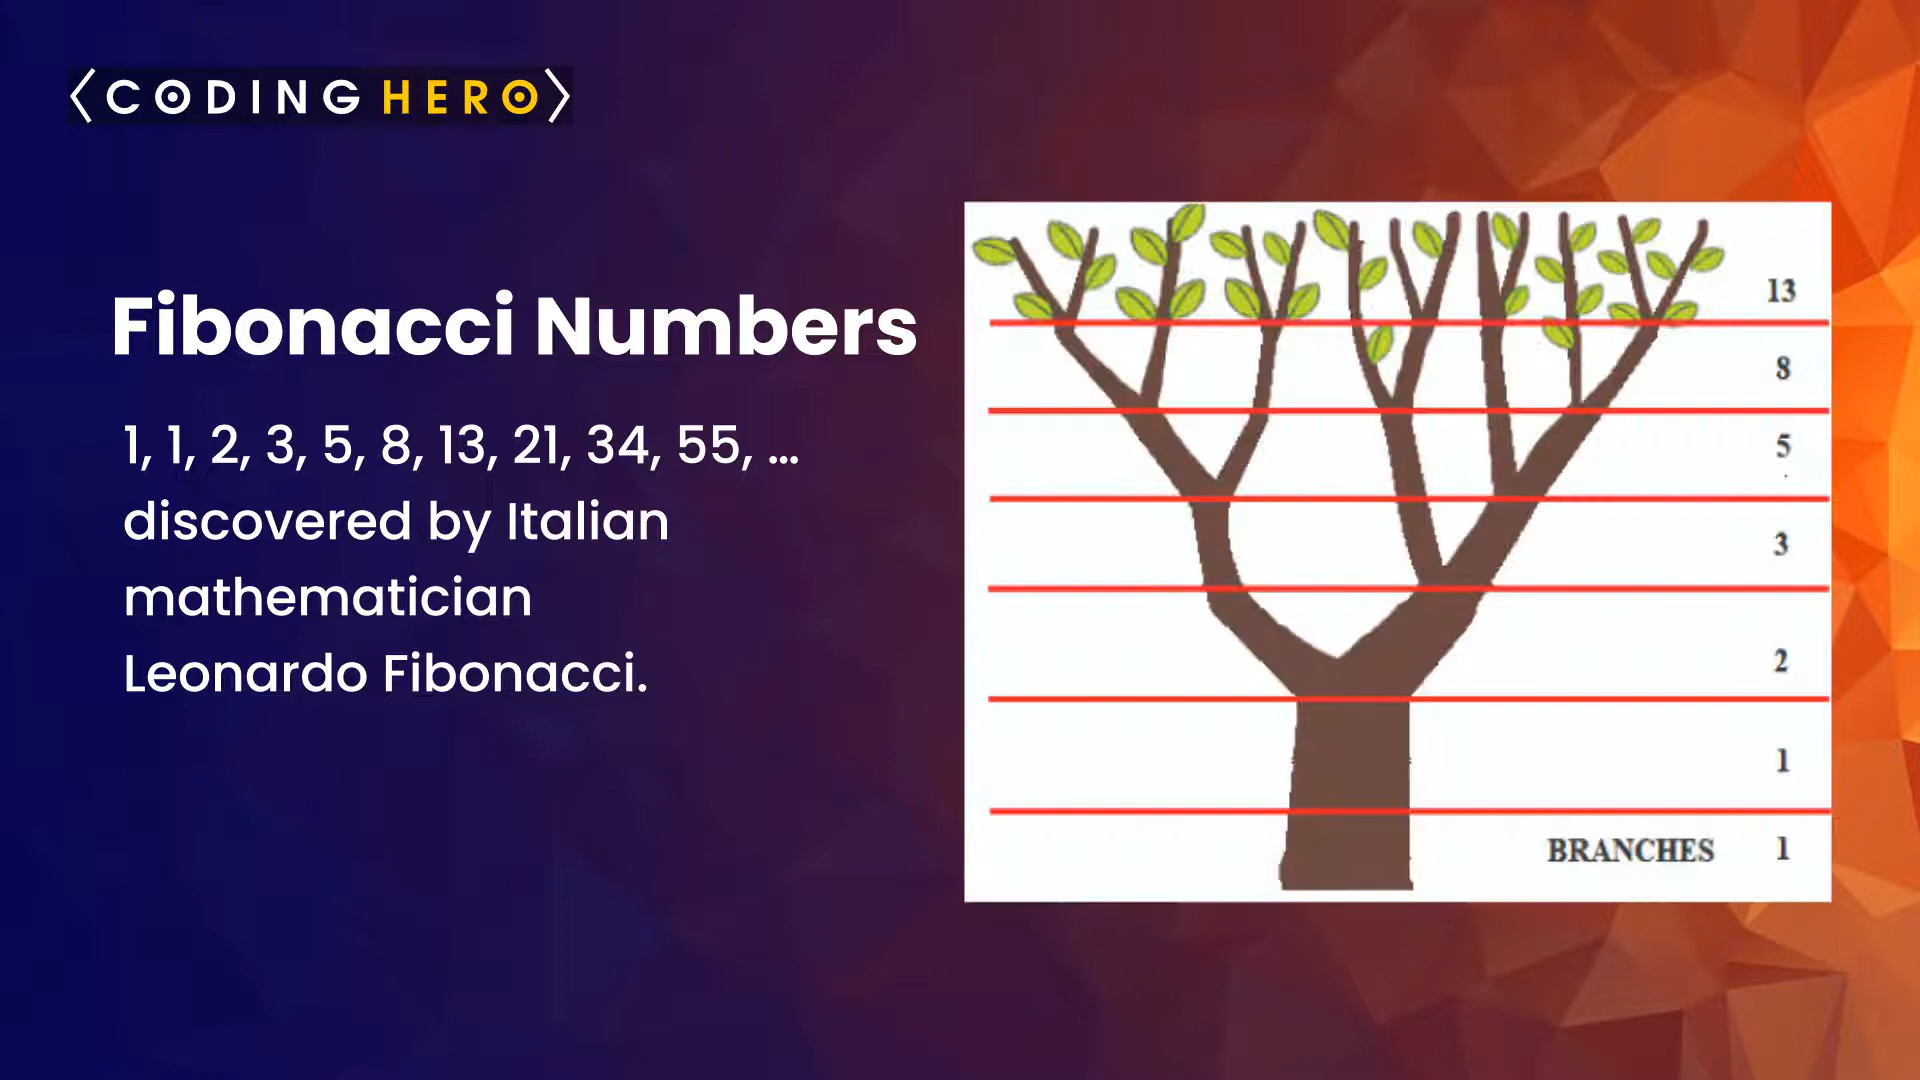 CODING HERO
Fibonacci Numbers
1, 1, 2, 3, 5, 8, 13, 21, 34, 55, ...
discovered by Italian
mathematician
Leonardo Fibonacci.
13
8
5
3
2
1
BRANCHES 1